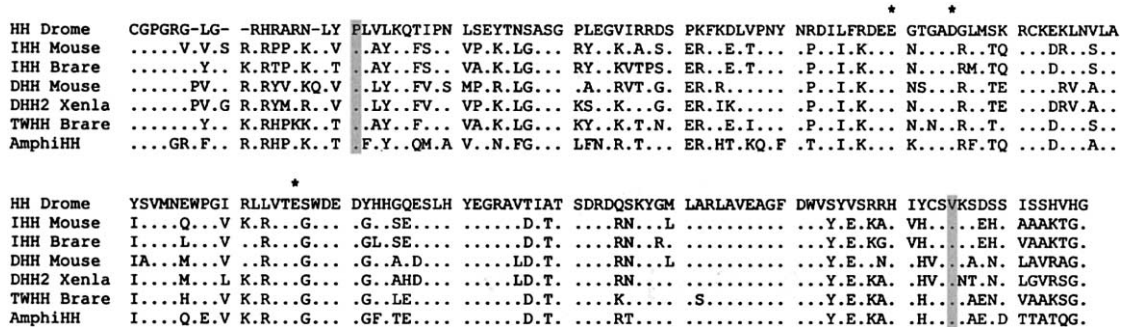 * *
HH Drome CGPGRG-LG- -RHRARN-LY PLVLKQTIPN LSEYTNSASG PLEGVIRRDS PKFKDLVPNY NRDILFRDEE GTGADGLMSK RCKEKLNVLA
IHH Mouse ......V.V.S R.RPP.K..V ..AY..FS.. VP.K.LG... RY..K.A.S. ER..E.T... .P..I.K... N....R..TQ ....DR..S..
IHH Brare .......Y.. K.RTP.K..T ..AY..FS.. VA.K.LG... RY..KVTPS. ER..E.T... .P..I.K... N....RM.TQ ....D...S..
DHH Mouse ......PV.. R.RYV.KQ.V ..LY..FV.S MP.R.LG... .A..RVT.G. ER.R...... .P..I.K... NS...R..TE .....RV.A..
DHH2 Xenla ......PV.G R.RYM.R..V ..LY..FV.. VP.K.LG... KS..K...G. ER.IK..... .P..I.K... N....R..TE ....DRV.A..
TWHH Brare .......Y.. K.RHPKK..T ..AY..F... VA.K.LG... KY..K.T.N. ER..E.I... .P..I.K... N.N..R..T. ....D...S..
AmphiHH ....GR.F.. R.RHP.K..T .F.Y..QM.A V..N.FG... LFN.R.T... ER.HT.KQ.F .T..I.K... K....RF.TQ ....D...A..
*
HH Drome YSVMNEWPGI RLLVTESWDE DYHHGQESLH YEGRAVTIAT SDRDQSKYGM LARLAVEAGF DWVSYVSRRH IYCSVKSDSS ISSHVHG
IHH Mouse I....Q...V K.R...G... .G..SE.... ......D.T. ....RN...L .......... ....Y.E.KA. VH.....EH. AAAKTG.
IHH Brare I....L...V K.R...G... .GL.SE.... ......D.T. ....RN..R. .......... ....Y.E.KG. VH.....EH. VAAKTG.
DHH Mouse IA...M...V K.R...G... .G..A.D... .....LD.T. ....RN...L .......... ....Y.E..N. .HV....A.N. LAVRAG.
DHH2 Xenla I....M...L K.R...G... .G..AHD... .....LD.T. ....RN.... .......... ....Y.E.KA. .HV..NT.N. LGVRSG.
TWHH Brare I....H...V K.R...G... .G..LE.... ......D.T. ....K..... .S........ ....Y.E.KA. .H.....AEN. VAAKSG.
AmphiHH I....Q.E.V K.R...G... .GF.TE.... ......D.T. ....RT.... .......... ....Y.E.KA. .H.....AE.D TTATQG.